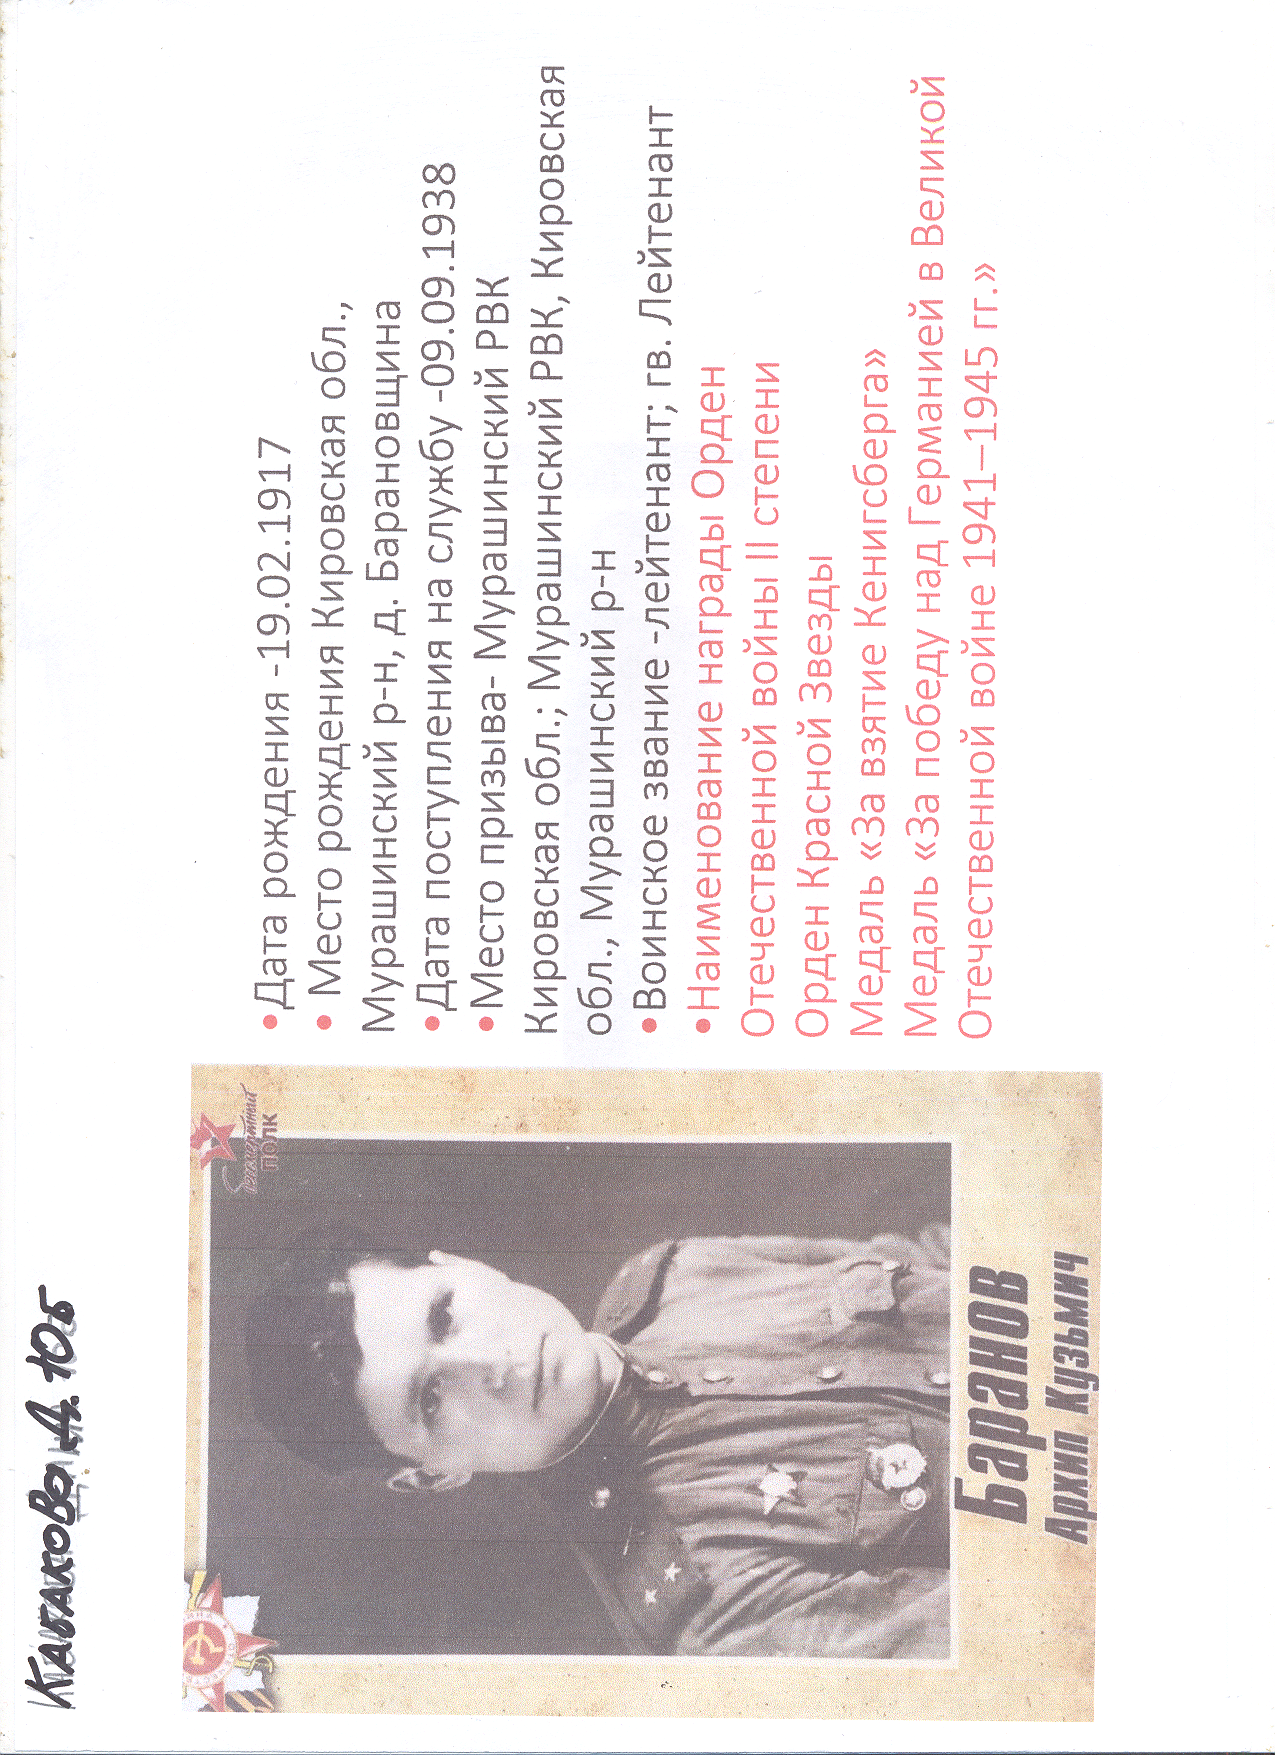 Кабакова Д. 10б
Бессмертный
полк
Баранов
Архип Кузьмич
•Дата рождения -19.02.1917
• Место рождения Кировская обл.,
Мурашинский р-н, д. Барановщина
•Дата поступления на службу -09.09.1938
•Место призыва- Мурашинский РВК
Кировская обл.; Мурашинский РВК, Кировская
обл., Мурашинский р-н
•Воинское звание -лейтенант; гв. Лейтенант
•Наименование награды Орден
Отечественной войны II степени
Орден Красной Звезды
Медаль «За взятие Кенигсберга»
Медаль «За победу над Германией в Великой
Отечественной войне 1941–1945 гг.»